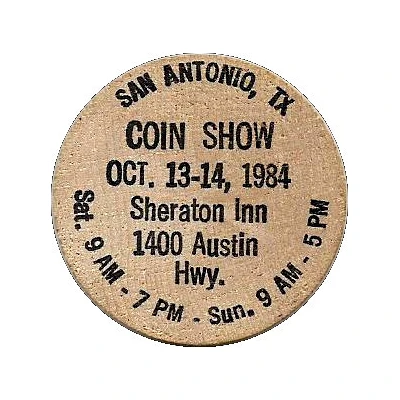 SAN ANTONIO, TX
COIN SHOW
OCT. 13-14, 1984
Sheraton Inn
1400 Austin
Hwy.
Sat. 9 AM - 7 PM - Sun. 9 AM - 5 PM